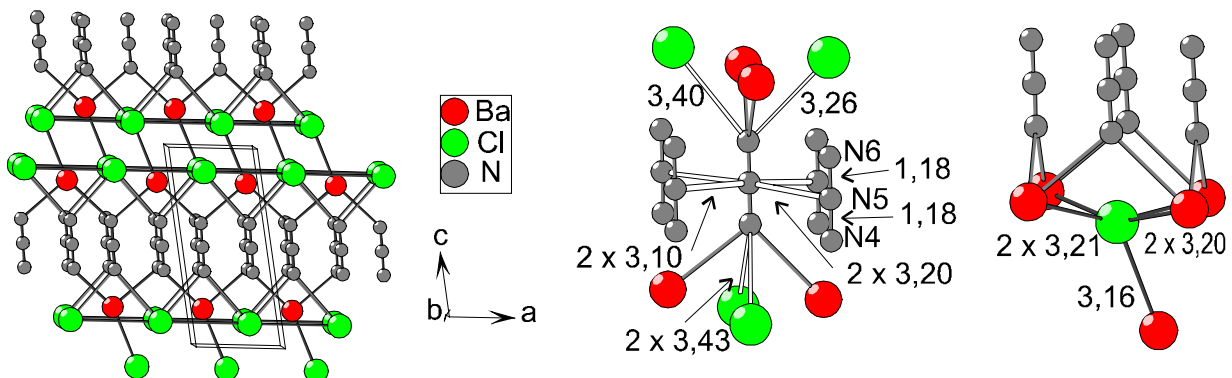 Ba
Cl
N
c
b
a
3,40
3,26
N6
1,18
N5
1,18
N4
2 x 3,10
2 x 3,20
2 x 3,43
2 x 3,21
2 x 3,20
3,16